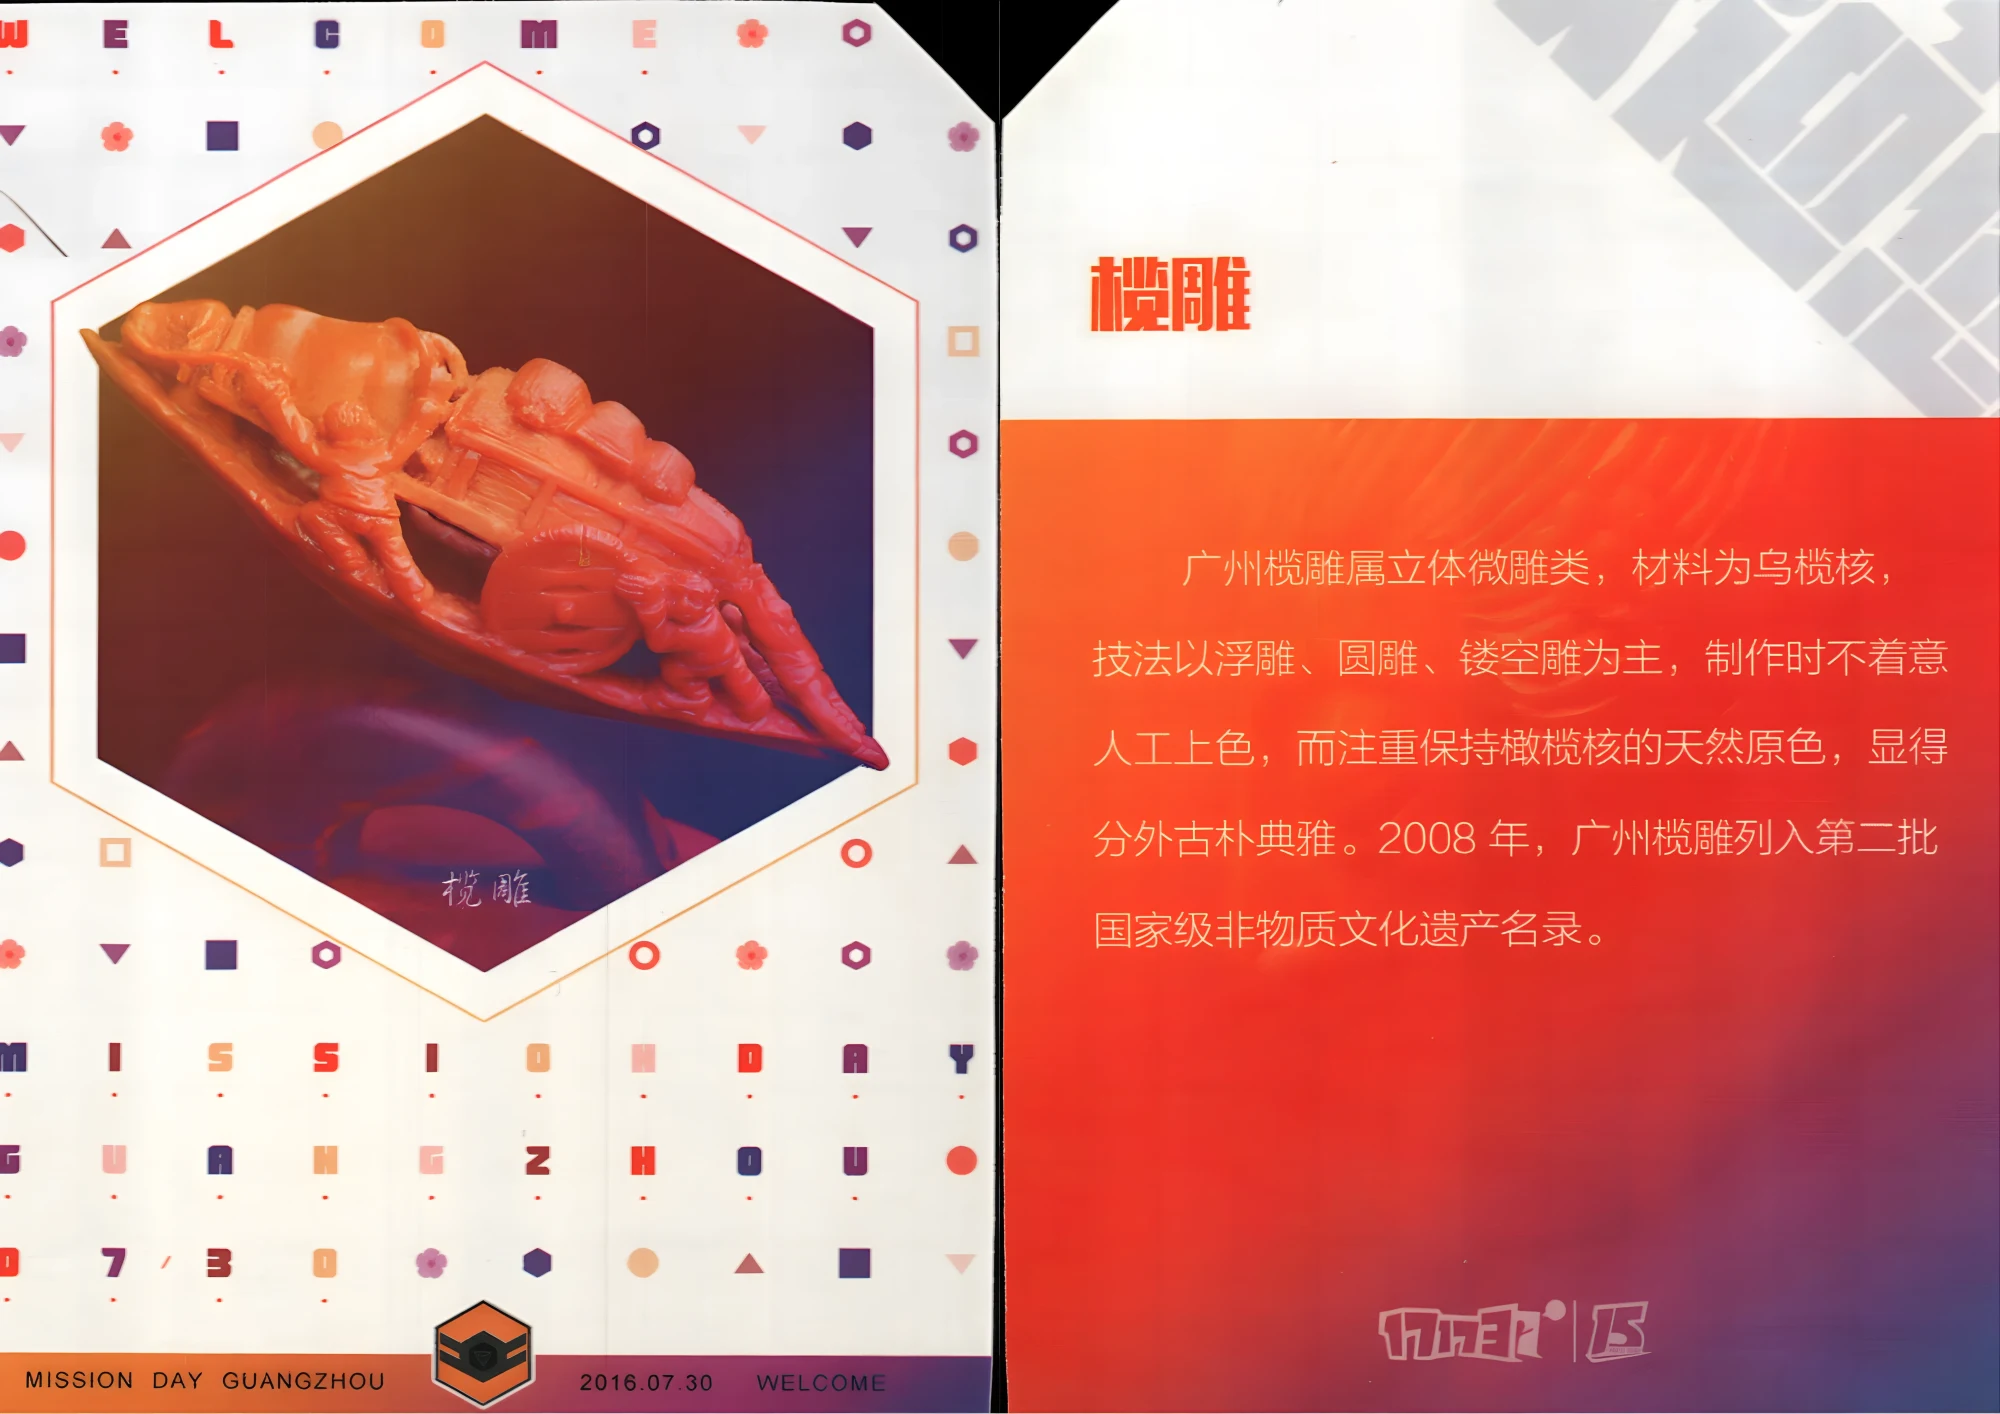 WELCOME
榄雕
MISSION DAY
GUANGZHOU
07/30
MISSION DAY GUANGZHOU
2016.07.30 WELCOME
榄雕
广州榄雕属立体微雕类，材料为乌榄核，
技法以浮雕、圆雕、镂空雕为主，制作时不着意
人工上色，而注重保持橄榄核的天然原色，显得
分外古朴典雅。2008 年，广州榄雕列入第二批
国家级非物质文化遗产名录。
17173
15